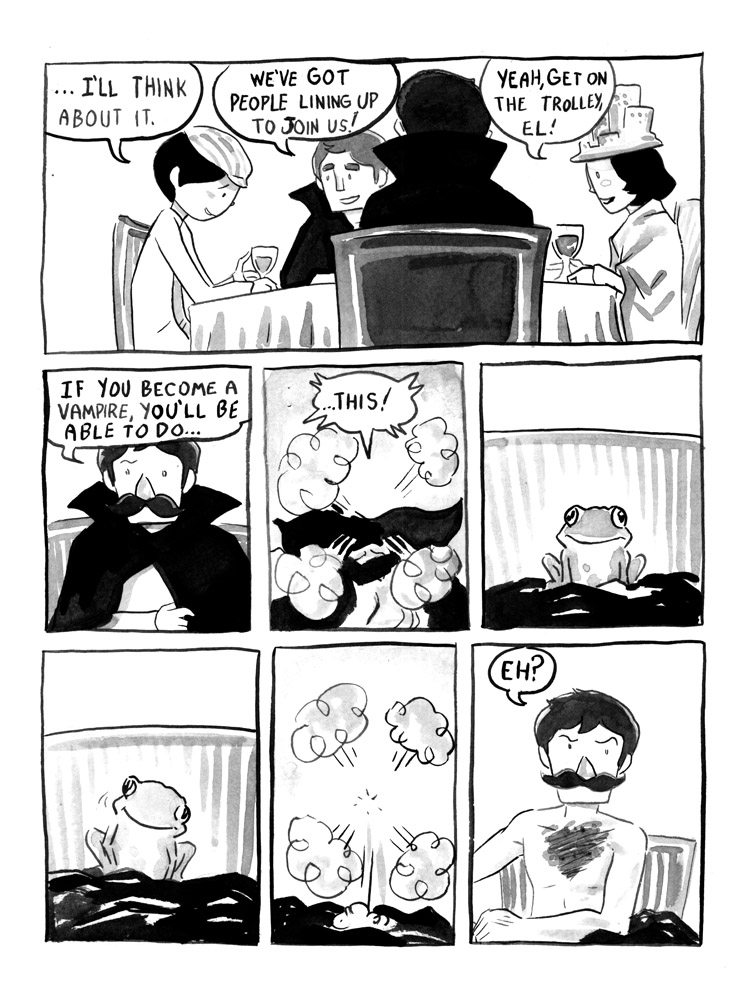 ... I'LL THINK
ABOUT IT.
WE'VE GOT
PEOPLE LINING UP
TO JOIN US!
YEAH, GET ON
THE TROLLEY,
EL!
IF YOU BECOME A
VAMPIRE, YOU'LL BE
ABLE TO DO...
...THIS!
EH?